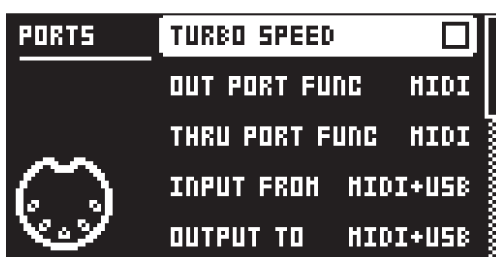 PORTS
TURBO SPEED
OUT PORT FUNC MIDI
THRU PORT FUNC MIDI
INPUT FROM MIDI+USB
OUTPUT TO MIDI+USB